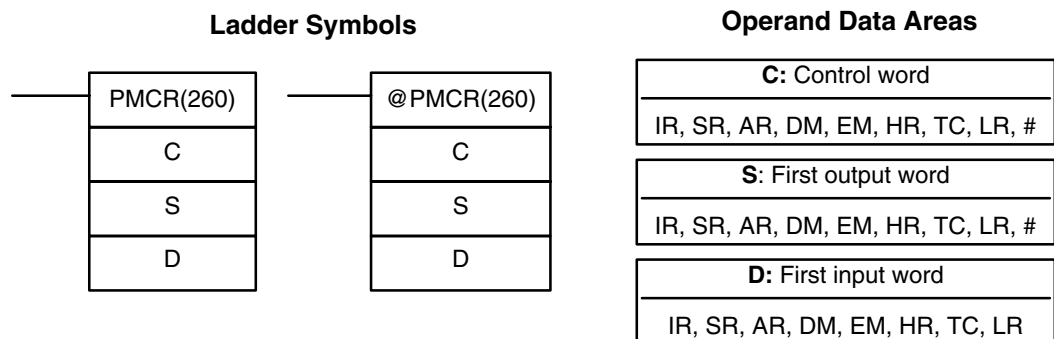 Ladder Symbols
PMCR(260)
C
S
D
@PMCR(260)
C
S
D
Operand Data Areas
C: Control word
IR, SR, AR, DM, EM, HR, TC, LR, #
S: First output word
IR, SR, AR, DM, EM, HR, TC, LR, #
D: First input word
IR, SR, AR, DM, EM, HR, TC, LR